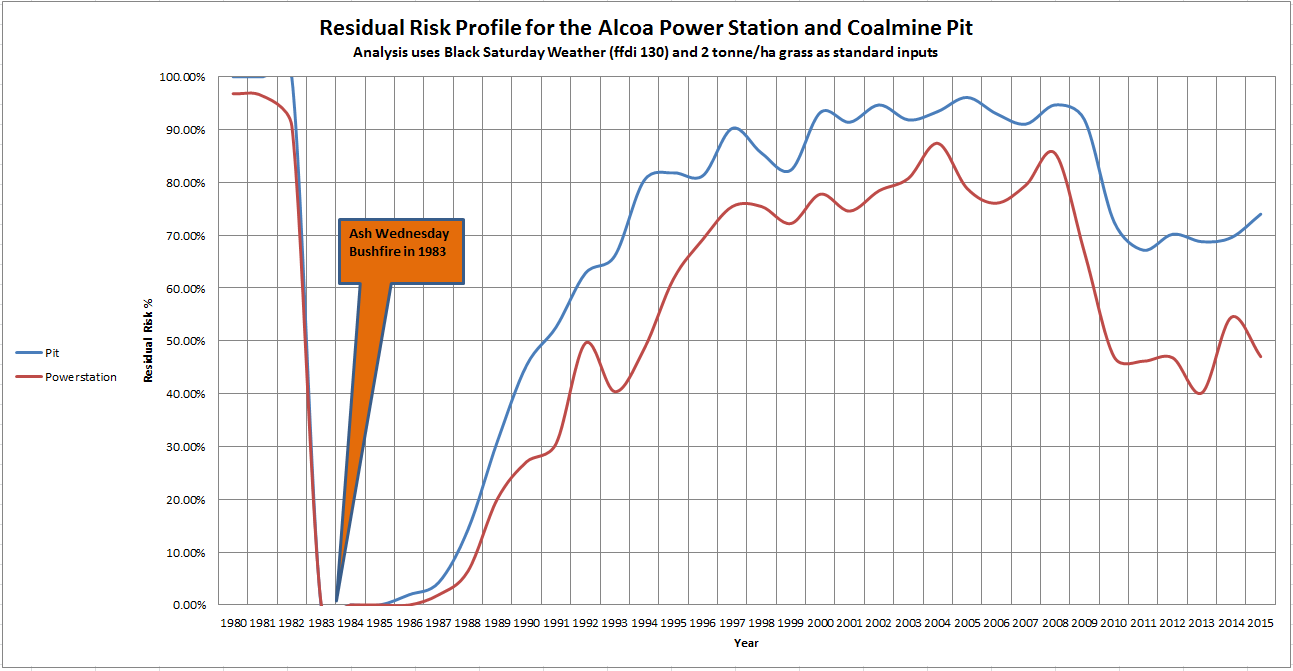 Residual Risk Profile for the Alcoa Power Station and Coalmine Pit
Analysis uses Black Saturday Weather (ffdi 130) and 2 tonne/ha grass as standard inputs
100.00%
90.00%
80.00%
70.00%
60.00%
50.00%
40.00%
30.00%
20.00%
10.00%
0.00%
Residual Risk %
Ash Wednesday
Bushfire in 1983
Pit
Powerstation
1980 1981 1982 1983 1984 1985 1986 1987 1988 1989 1990 1991 1992 1993 1994 1995 1996 1997 1998 1999 2000 2001 2002 2003 2004 2005 2006 2007 2008 2009 2010 2011 2012 2013 2014 2015
Year